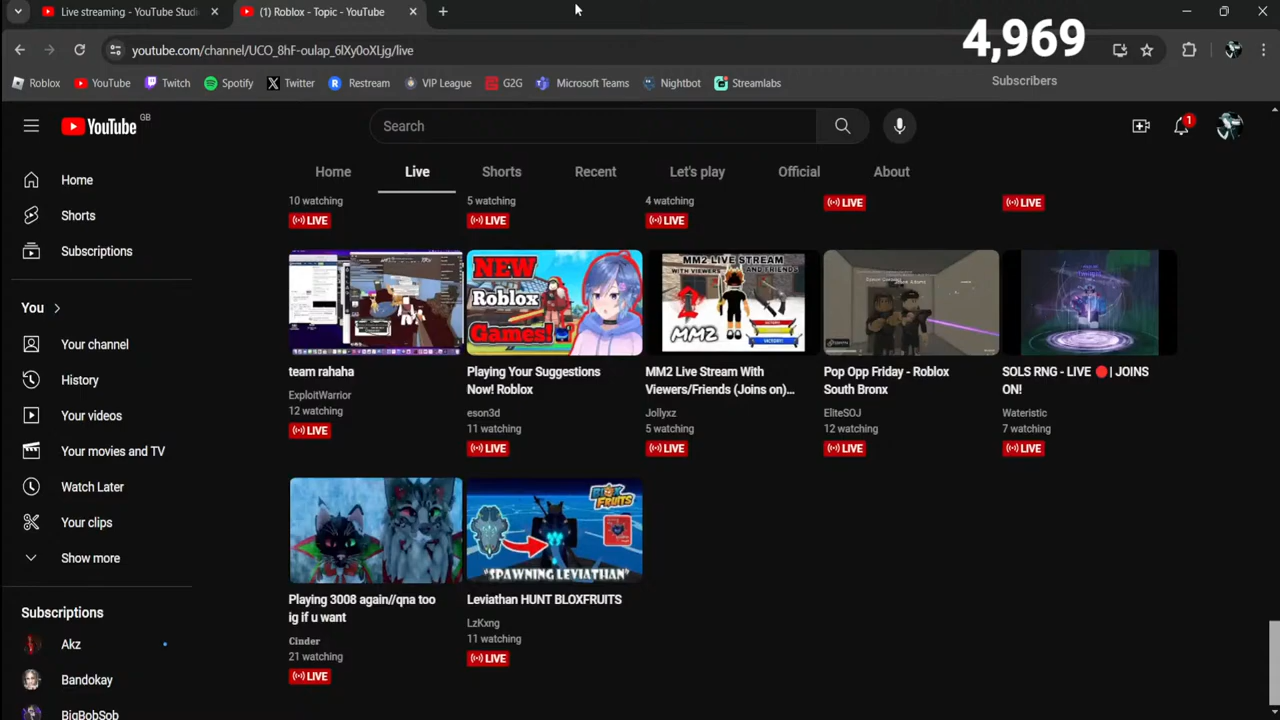 Live streaming - YouTube Studi
(1) Roblox - Topic - YouTube
4,969
Subscribers
youtube.com/channel/UCO_8hF-oulap_6lXy0oXLjg/live
Roblox
YouTube
Twitch
Spotify
Twitter
Restream
VIP League
G2G
Microsoft Teams
Nightbot
Streamlabs
YouTube
GB
Search
1
Home
Live
Shorts
Recent
Let's play
Official
About
Home
Shorts
Subscriptions
You
Your channel
History
Your videos
Your movies and TV
Watch Later
Your clips
Show more
Subscriptions
Akz
Bandokay
BigBobSob
10 watching
LIVE
5 watching
LIVE
4 watching
LIVE
LIVE
LIVE
team rahaha
ExploitWarrior
12 watching
LIVE
NEW
Roblox
Games!
Playing Your Suggestions
Now! Roblox
eson3d
11 watching
LIVE
MM2 LIVE STREAM
WITH VIEWERS
AND FRIENDS
MM2
VICTORY!
MM2 Live Stream With
Viewers/Friends (Joins on)...
Jollyxz
5 watching
LIVE
Pop Opp Friday - Roblox
South Bronx
EliteSOJ
12 watching
LIVE
SOLS RNG - LIVE 🔴 | JOINS
ON!
Wateristic
7 watching
LIVE
Playing 3008 again//qna too
ig if u want
Cinder
21 watching
LIVE
BLOX
FRUITS
"SPAWNING LEVIATHAN"
Leviathan HUNT BLOXFRUITS
LzKxng
11 watching
LIVE